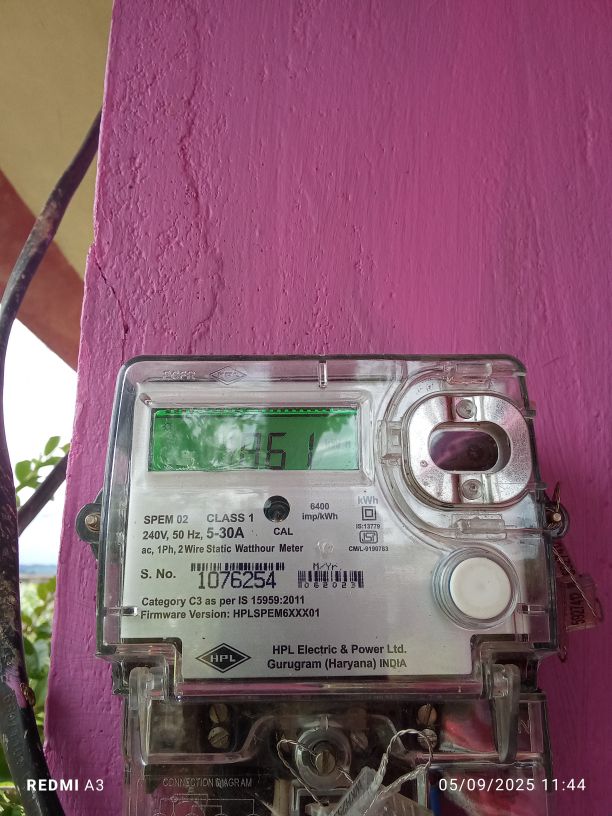 461
kWh
6400
imp/kWh
SPEM 02 CLASS 1
240V, 50 Hz, 5-30A
CAL
IS:13779
ac, 1Ph, 2 Wire Static Watthour Meter
CM/L-9190783
M/Yr.
S. No. 1076254
062023
Category C3 as per IS 15959:2011
Firmware Version: HPLSPEM6XXX01
HPL
HPL Electric & Power Ltd.
Gurugram (Haryana) INDIA
N
CONNECTION DIAGRAM
REDMI A3
05/09/2025 11:44